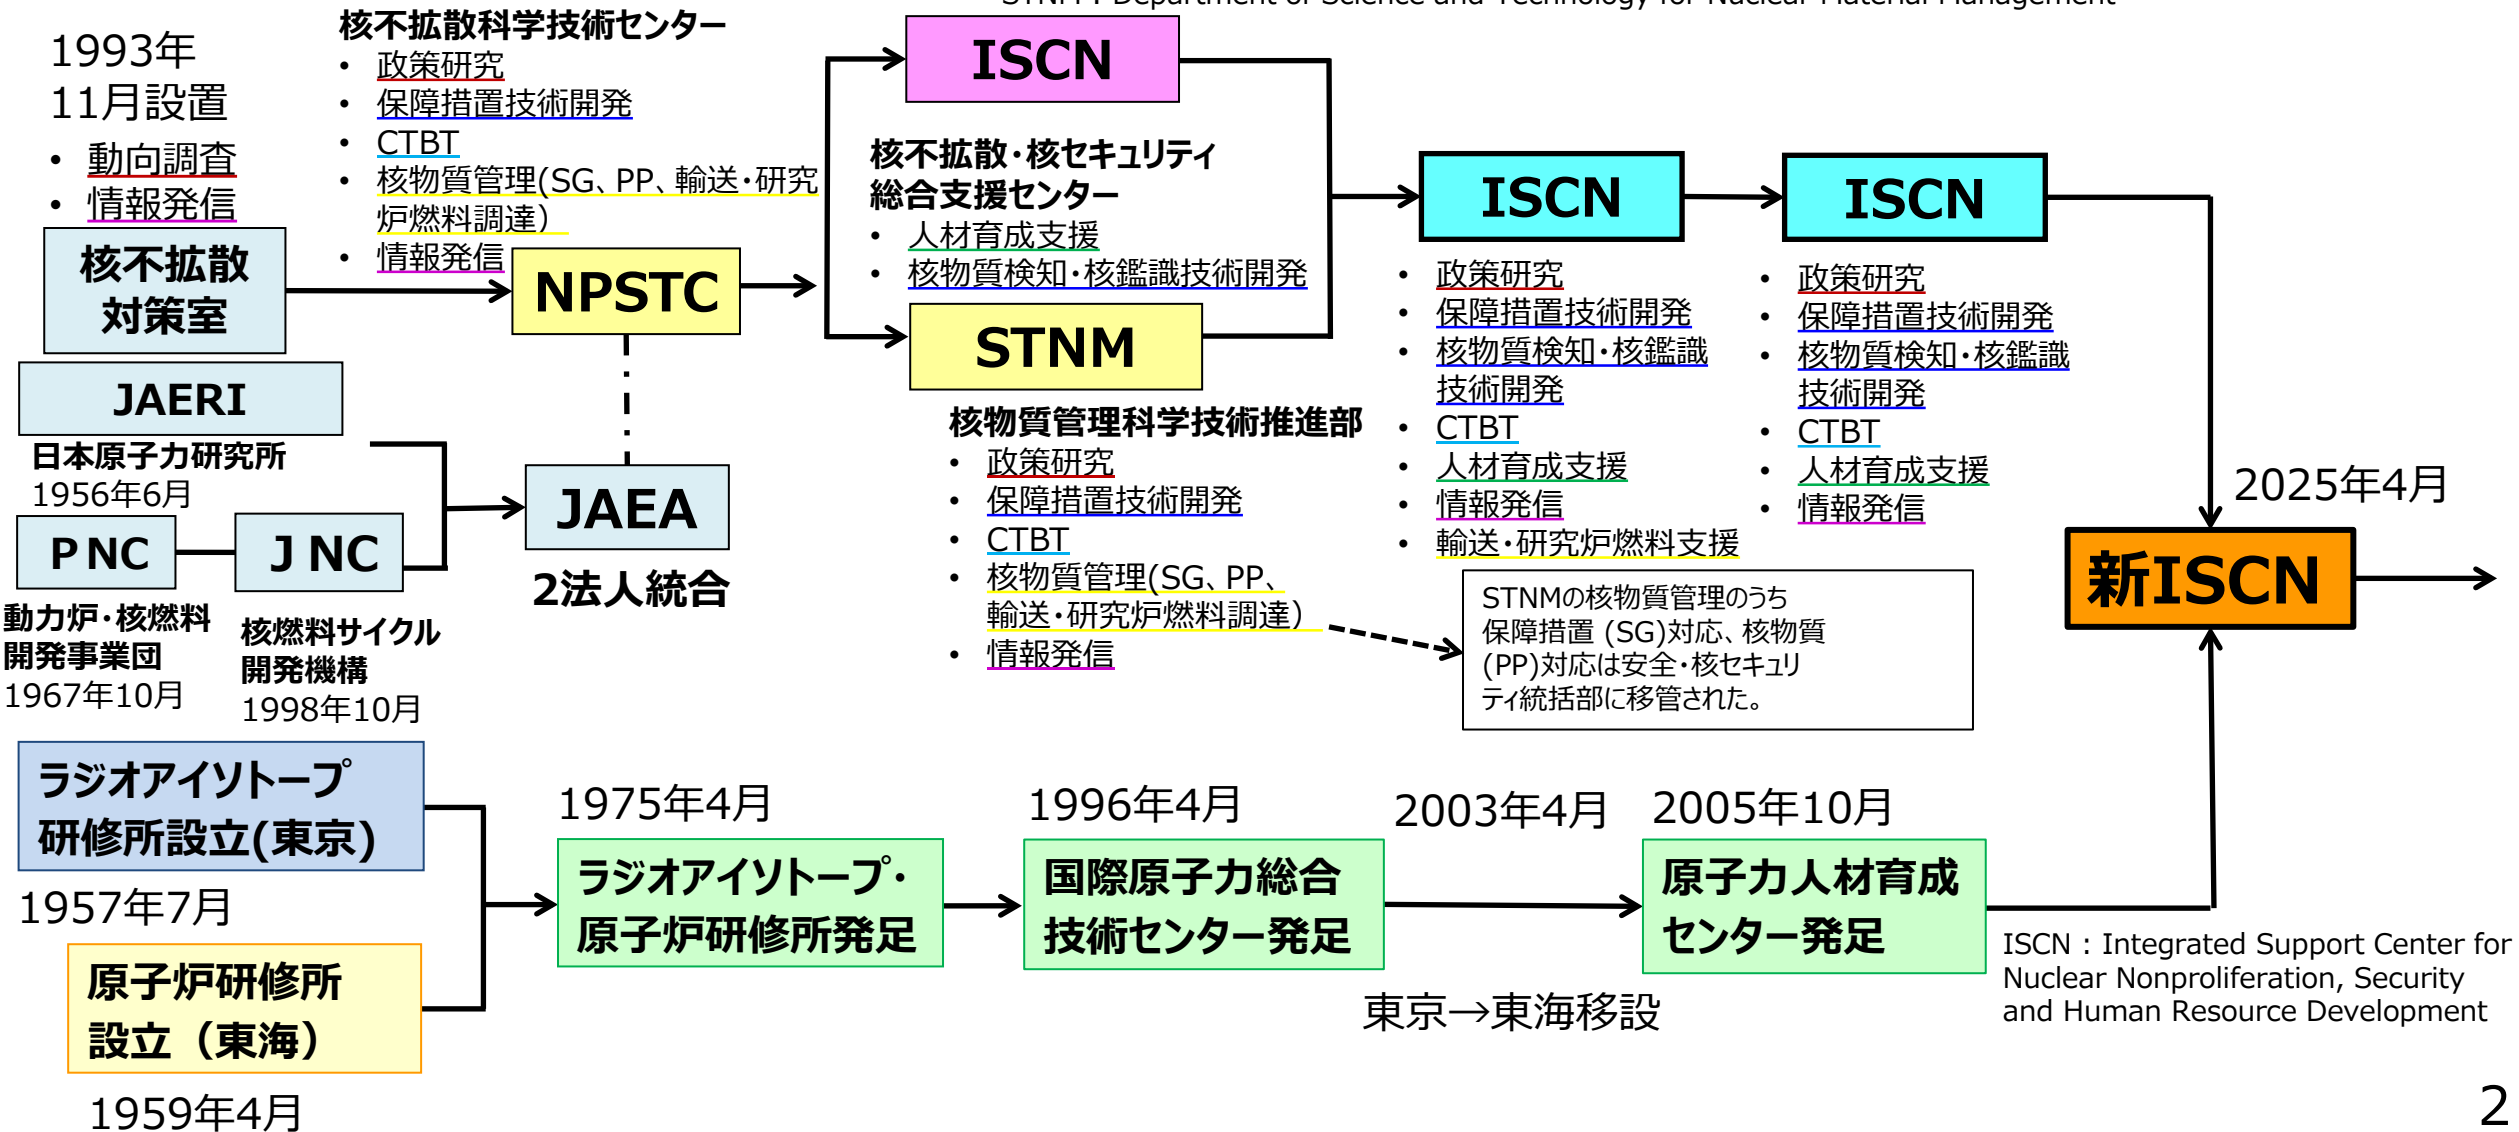 STNM : Department of Science and Technology for Nuclear Material Management
1993年
11月設置
• 動向調査
• 情報発信
核不拡散
対策室
核不拡散科学技術センター
• 政策研究
• 保障措置技術開発
• CTBT
• 核物質管理(SG、PP、輸送・研究
炉燃料調達）
• 情報発信
NPSTC
ISCN
核不拡散・核セキュリティ
総合支援センター
• 人材育成支援
• 核物質検知・核鑑識技術開発
STNM
核物質管理科学技術推進部
• 政策研究
• 保障措置技術開発
• CTBT
• 核物質管理(SG、PP、
輸送・研究炉燃料調達）
• 情報発信
ISCN
• 政策研究
• 保障措置技術開発
• 核物質検知・核鑑識
技術開発
• CTBT
• 人材育成支援
• 情報発信
• 輸送・研究炉燃料支援
ISCN
• 政策研究
• 保障措置技術開発
• 核物質検知・核鑑識
技術開発
• CTBT
• 人材育成支援
• 情報発信
STNMの核物質管理のうち
保障措置 (SG)対応、核物質
(PP)対応は安全・核セキュリ
ティ統括部に移管された。
JAERI
日本原子力研究所
1956年6月
PNC
動力炉・核燃料
開発事業団
1967年10月
JNC
核燃料サイクル
開発機構
1998年10月
JAEA
2法人統合
2025年4月
新ISCN
ラジオアイソトープ
研修所設立(東京)
1957年7月
原子炉研修所
設立（東海）
1959年4月
1975年4月
ラジオアイソトープ・
原子炉研修所発足
1996年4月
国際原子力総合
技術センター発足
2003年4月
東京→東海移設
2005年10月
原子力人材育成
センター発足
ISCN : Integrated Support Center for
Nuclear Nonproliferation, Security
and Human Resource Development
2